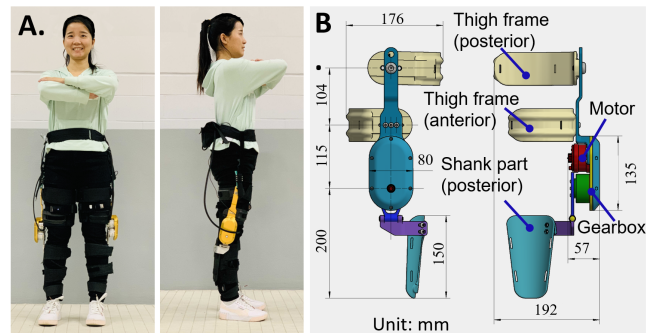 A.
B
176
Thigh frame
(posterior)
104
Thigh frame
(anterior)
Motor
115
80
Shank part
(posterior)
135
Gearbox
57
200
150
192
Unit: mm